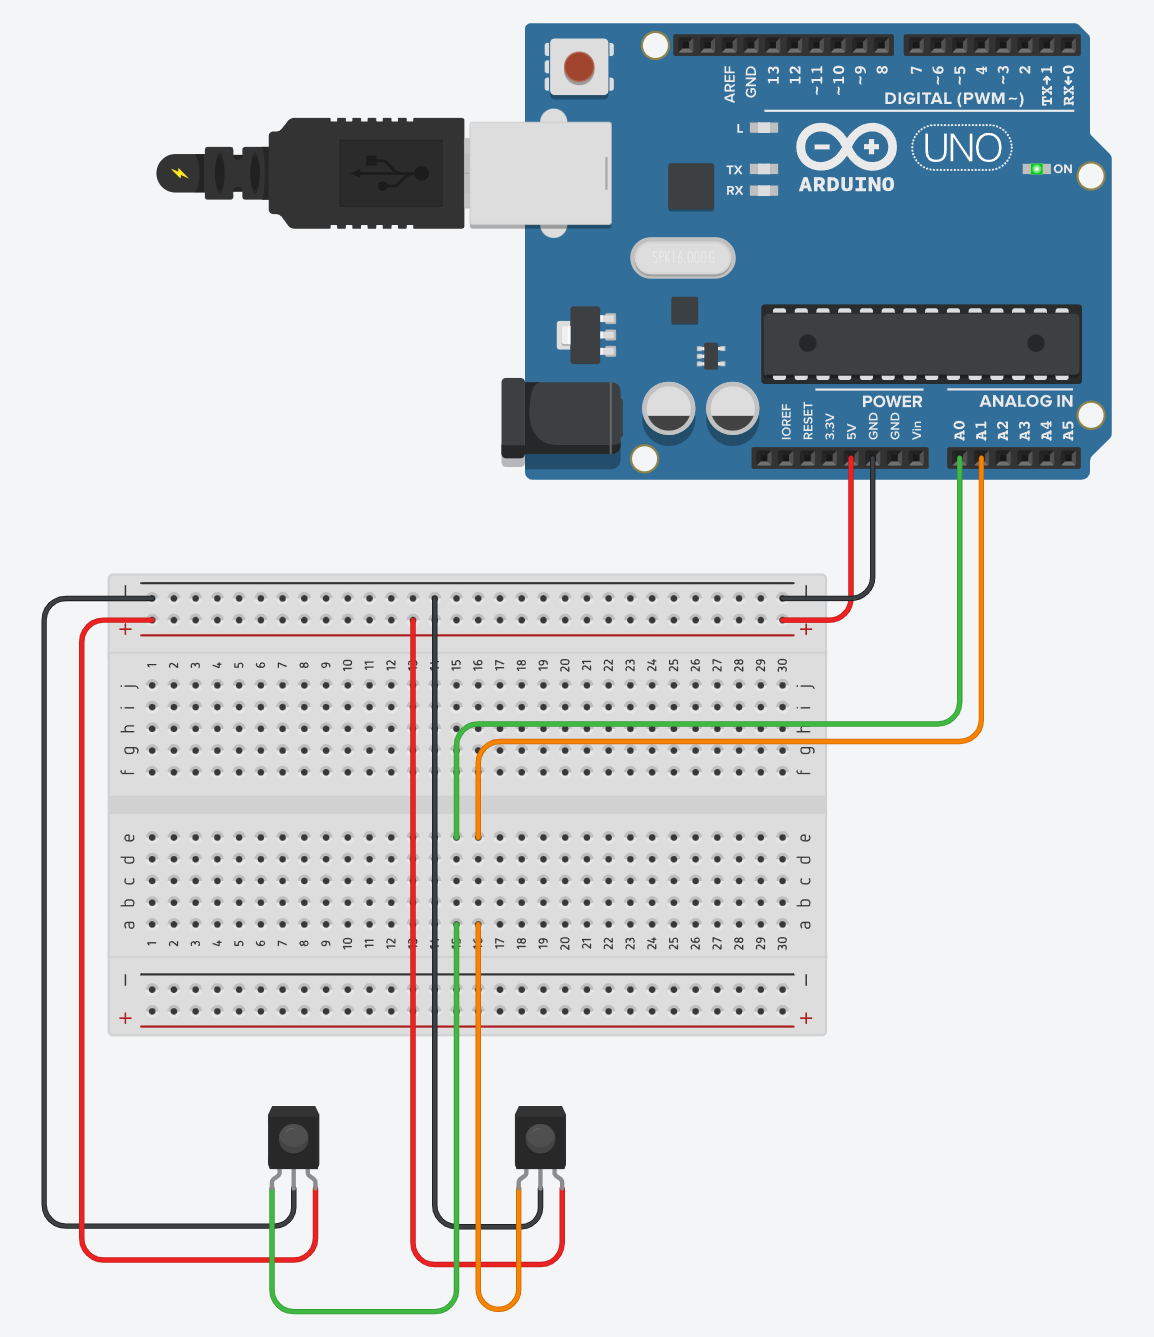 AREF GND 13 12 ~11 ~10 ~9 8 7 ~6 ~5 4 ~3 2 TX→1 RX←0
DIGITAL (PWM ~)
L
TX
RX
UNO
ARDUINO
ON
SPK16.000G
POWER
ANALOG IN
IOREF RESET 3.3V 5V GND GND Vin A0 A1 A2 A3 A4 A5
− −
+ +
1 2 3 4 5 6 7 8 9 10 11 12 13 14 15 16 17 18 19 20 21 22 23 24 25 26 27 28 29 30
j j
i i
h h
g g
f f
e e
d d
c c
b b
a a
1 2 3 4 5 6 7 8 9 10 11 12 13 14 15 16 17 18 19 20 21 22 23 24 25 26 27 28 29 30
− −
+ +